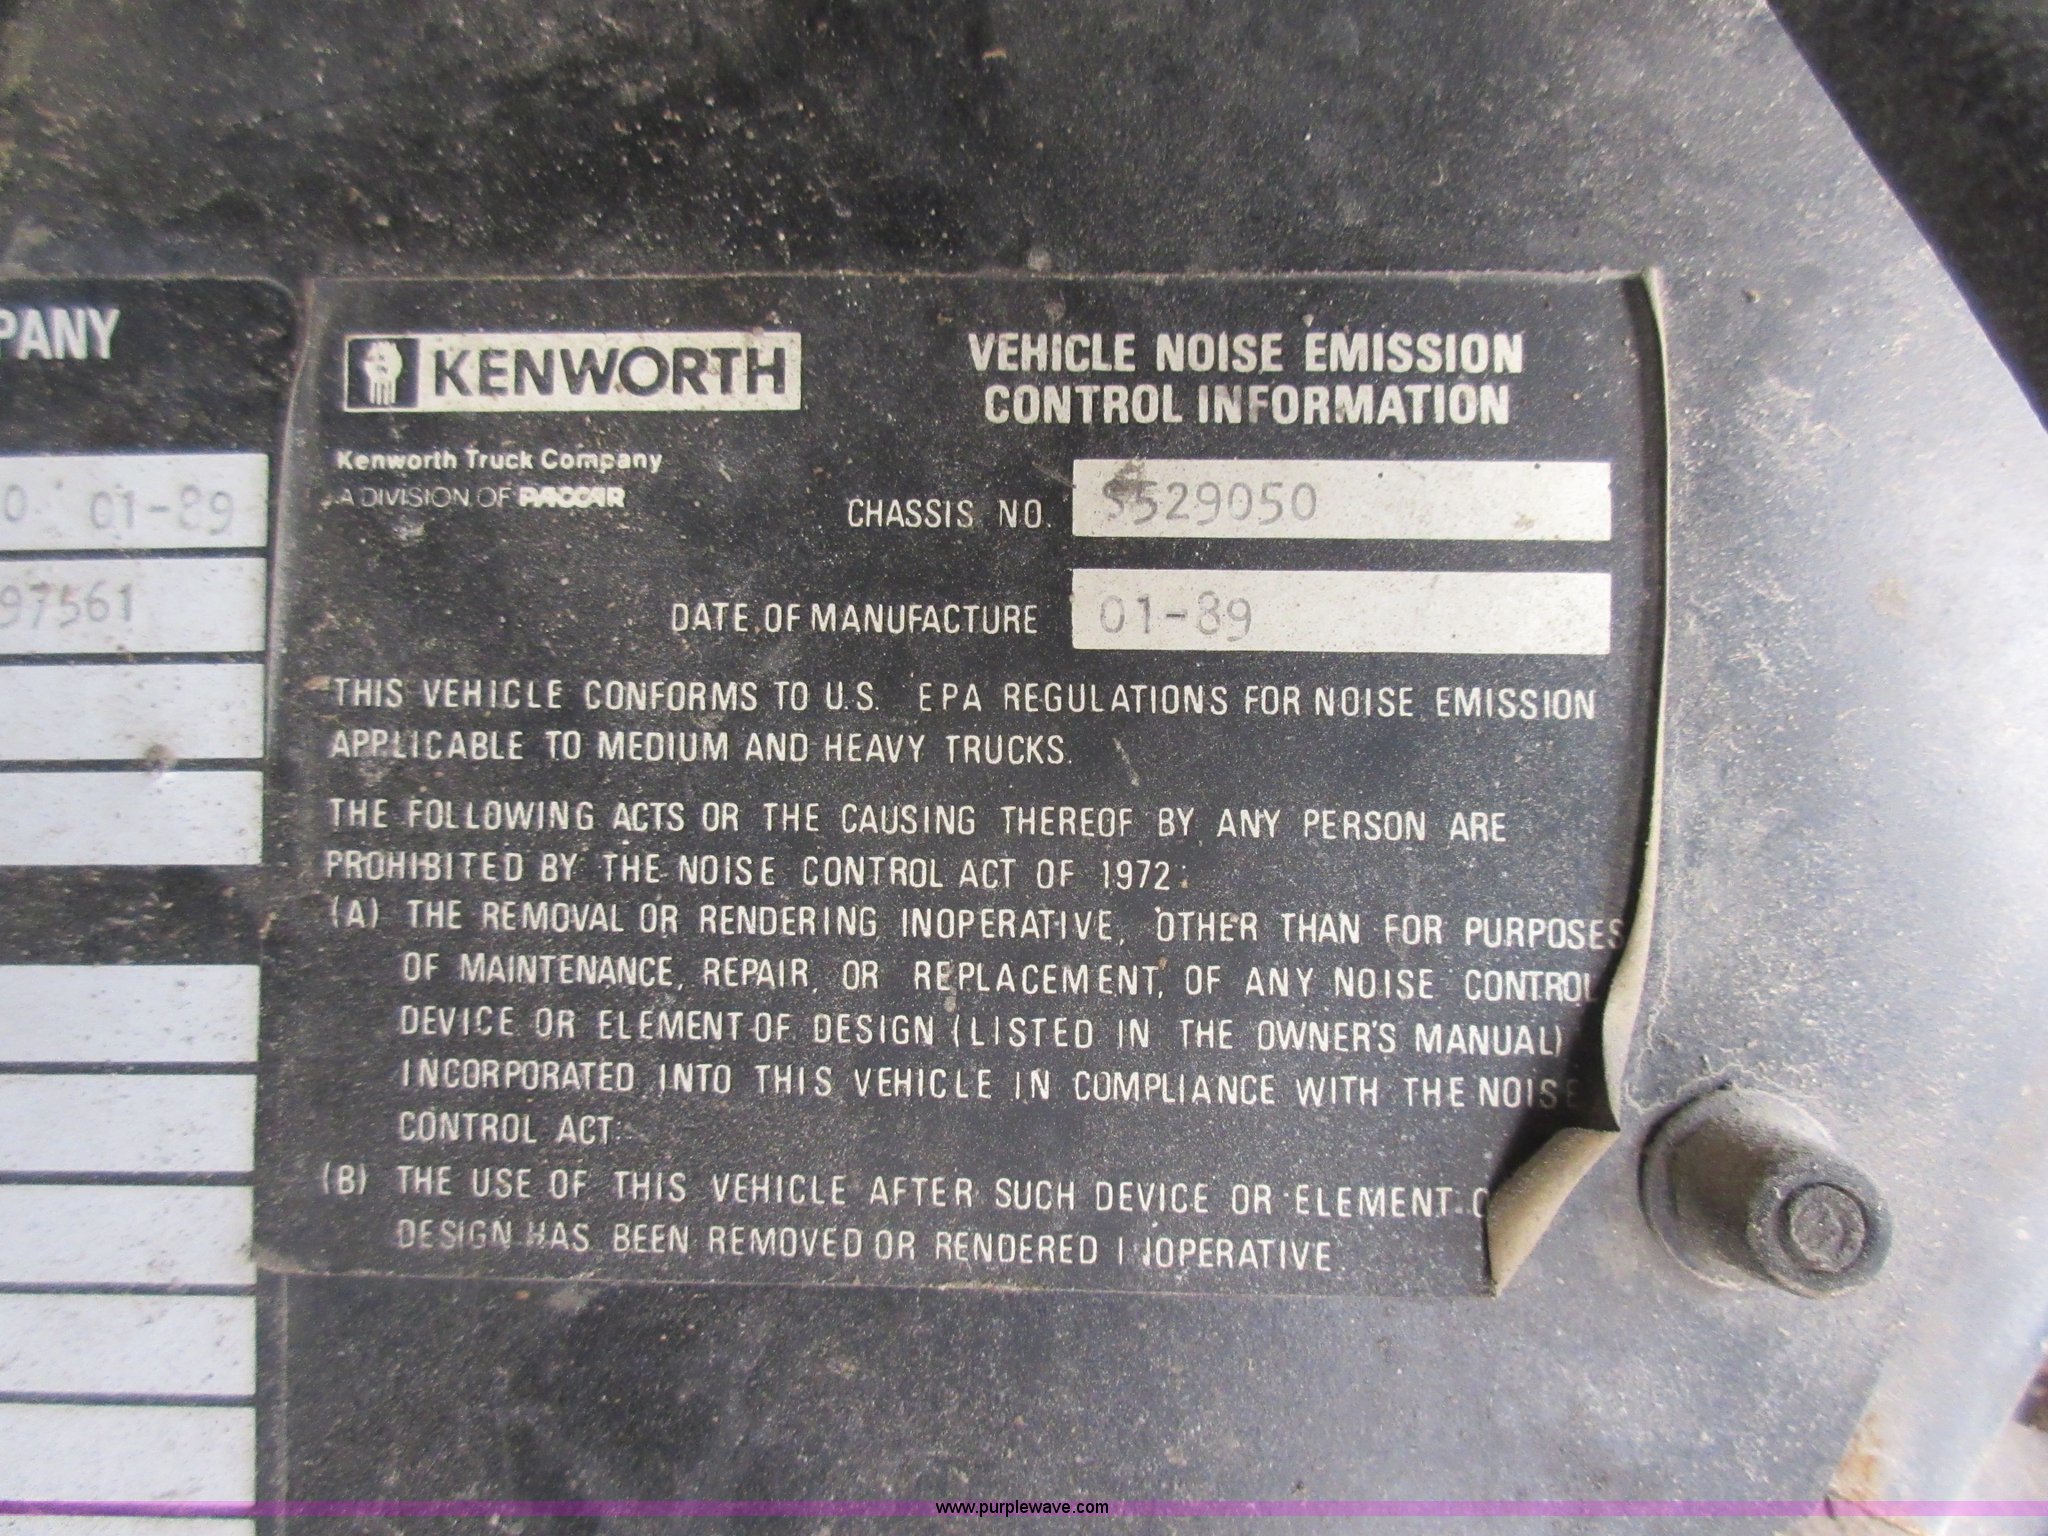 PANY
0 01-89
97561
KENWORTH
Kenworth Truck Company
A DIVISION OF PACCAR
VEHICLE NOISE EMISSION
CONTROL INFORMATION
CHASSIS NO. S529050
DATE OF MANUFACTURE 01-89
THIS VEHICLE CONFORMS TO U.S. EPA REGULATIONS FOR NOISE EMISSION
APPLICABLE TO MEDIUM AND HEAVY TRUCKS.
THE FOLLOWING ACTS OR THE CAUSING THEREOF BY ANY PERSON ARE
PROHIBITED BY THE NOISE CONTROL ACT OF 1972:
(A) THE REMOVAL OR RENDERING INOPERATIVE, OTHER THAN FOR PURPOSES
OF MAINTENANCE, REPAIR, OR REPLACEMENT, OF ANY NOISE CONTROL
DEVICE OR ELEMENT OF DESIGN (LISTED IN THE OWNER'S MANUAL)
INCORPORATED INTO THIS VEHICLE IN COMPLIANCE WITH THE NOISE
CONTROL ACT.
(B) THE USE OF THIS VEHICLE AFTER SUCH DEVICE OR ELEMENT O
DESIGN HAS BEEN REMOVED OR RENDERED INOPERATIVE
www.purplewave.com